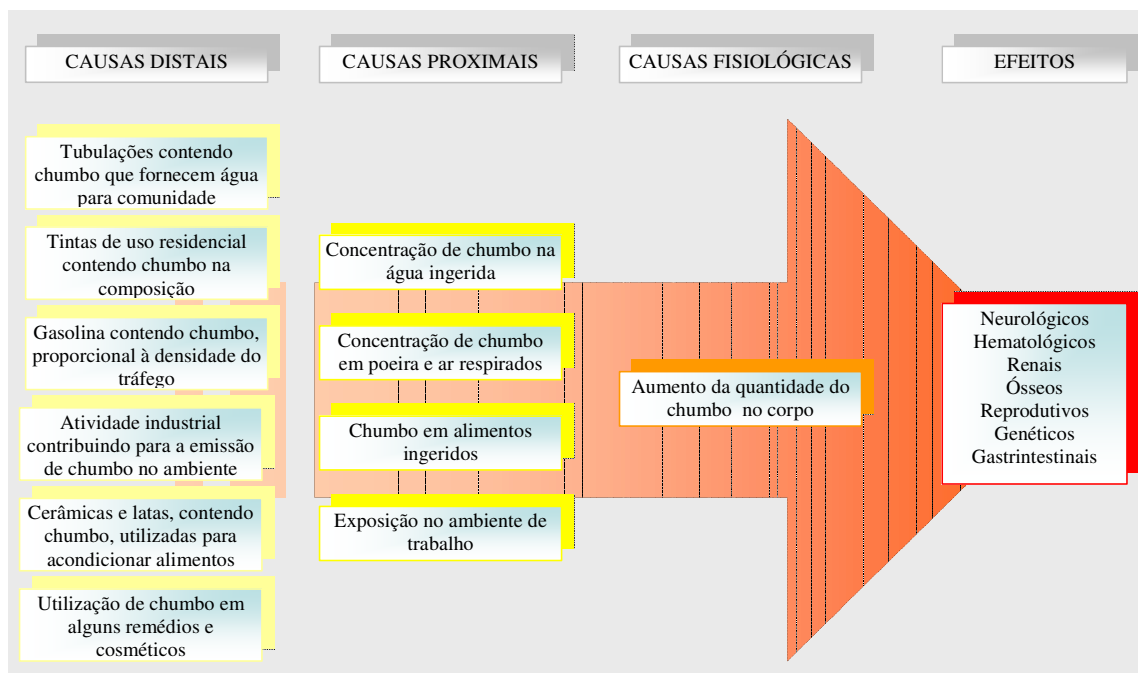 CAUSAS DISTAIS
CAUSAS PROXIMAIS
CAUSAS FISIOLÓGICAS
EFEITOS
Tubulações contendo
chumbo que fornecem água
para comunidade
Tintas de uso residencial
contendo chumbo na
composição
Gasolina contendo chumbo,
proporcional à densidade do
tráfego
Atividade industrial
contribuindo para a emissão
de chumbo no ambiente
Cerâmicas e latas, contendo
chumbo, utilizadas para
acondicionar alimentos
Utilização de chumbo em
alguns remédios e
cosméticos
Concentração de chumbo na
água ingerida
Concentração de chumbo
em poeira e ar respirados
Chumbo em alimentos
ingeridos
Exposição no ambiente de
trabalho
Aumento da quantidade do
chumbo no corpo
Neurológicos
Hematológicos
Renais
Ósseos
Reprodutivos
Genéticos
Gastrintestinais